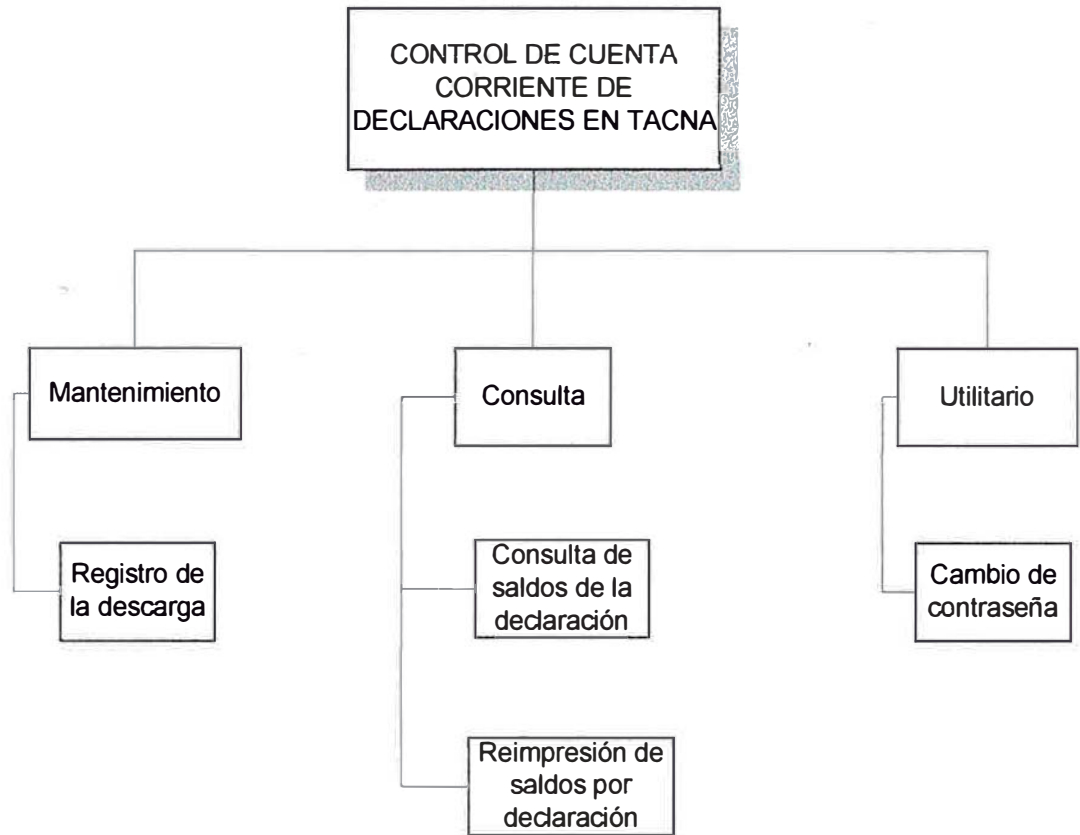 CONTROL DE CUENTA
CORRIENTE DE
DECLARACIONES EN TACNA
Mantenimiento
Consulta
Utilitario
Registro de
la descarga
Consulta de
saldos de la
declaración
Cambio de
contraseña
Reimpresión de
saldos por
declaración